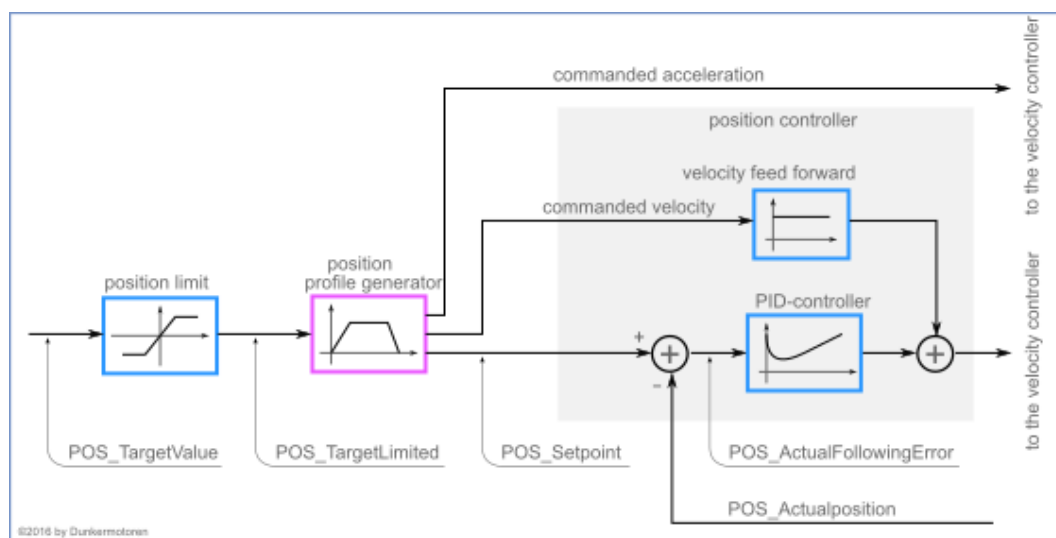 commanded acceleration
to the velocity controller
position controller
velocity feed forward
commanded velocity
position limit
position
profile generator
PID-controller
to the velocity controller
+
-
POS_TargetValue
POS_TargetLimited
POS_Setpoint
POS_ActualFollowingError
POS_Actualposition
©2016 by Dunkermotoren